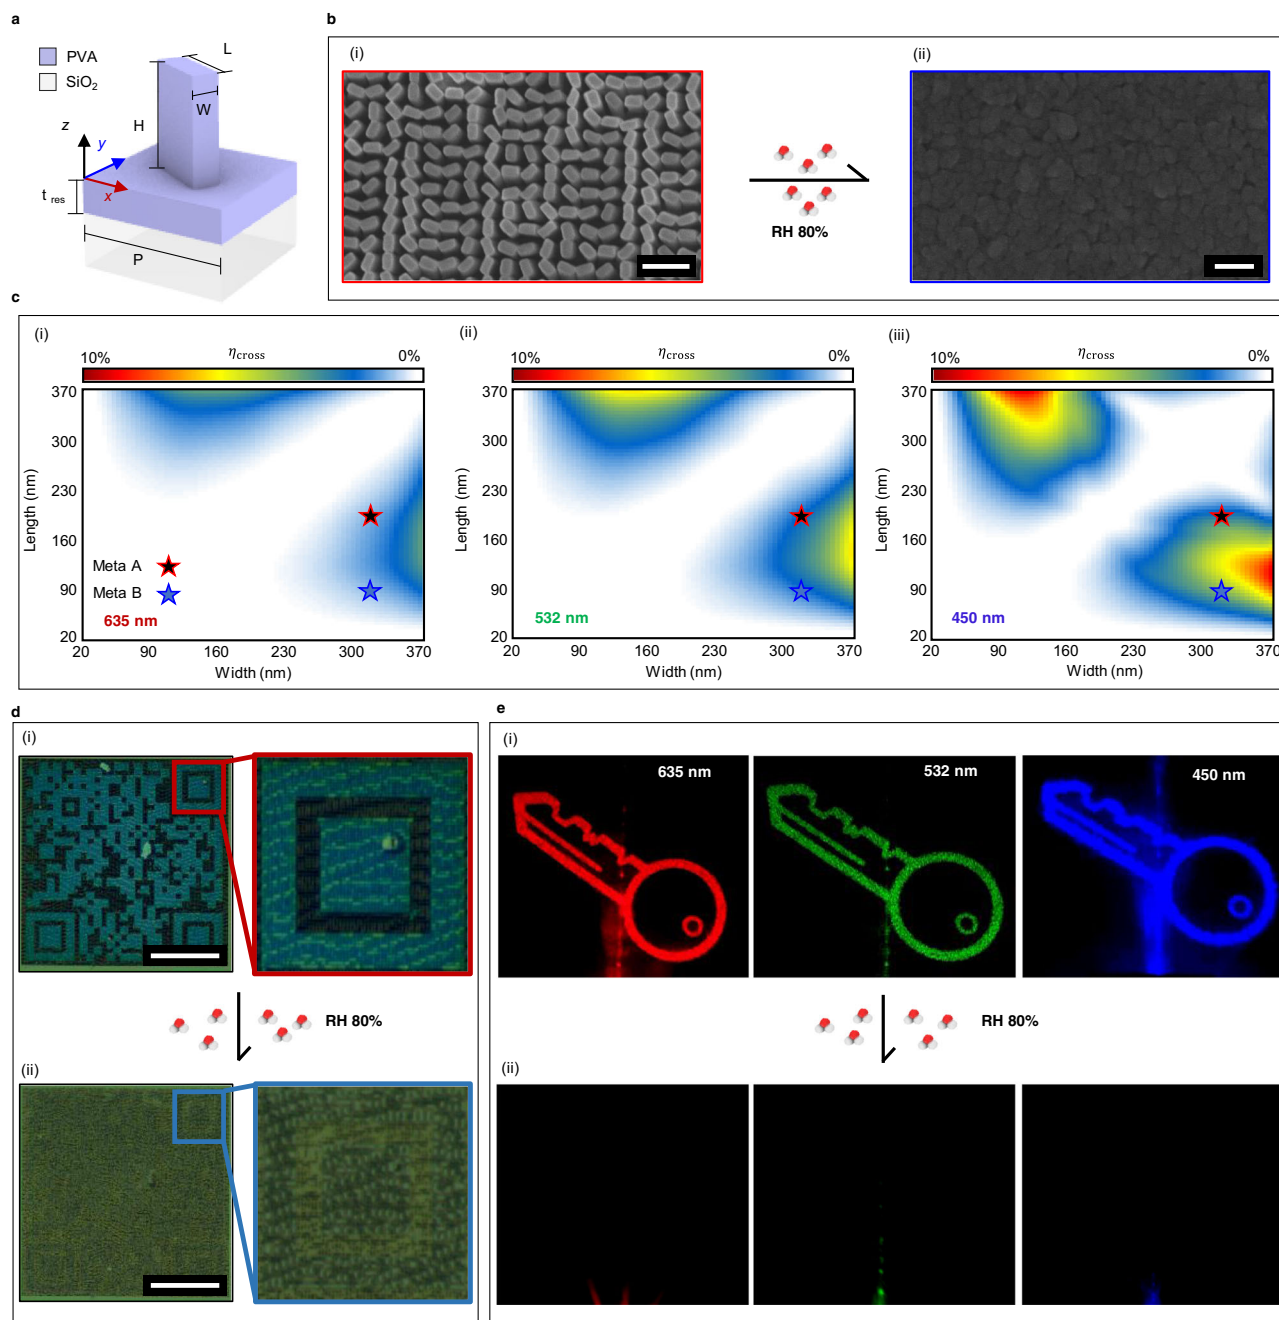 a
PVA
SiO2
L
W
H
z
y
x
t res
P
b
(i)
RH 80%
(ii)
c
(i)
10%
ηcross
0%
370
300
230
160
90
20
Length (nm)
Meta A
Meta B
635 nm
20 90 160 230 300 370
Width (nm)
(ii)
10%
ηcross
0%
370
300
230
160
90
20
Length (nm)
532 nm
20 90 160 230 300 370
Width (nm)
(iii)
10%
ηcross
0%
370
300
230
160
90
20
Length (nm)
450 nm
20 90 160 230 300 370
Width (nm)
d
(i)
RH 80%
(ii)
e
(i)
635 nm
532 nm
450 nm
RH 80%
(ii)